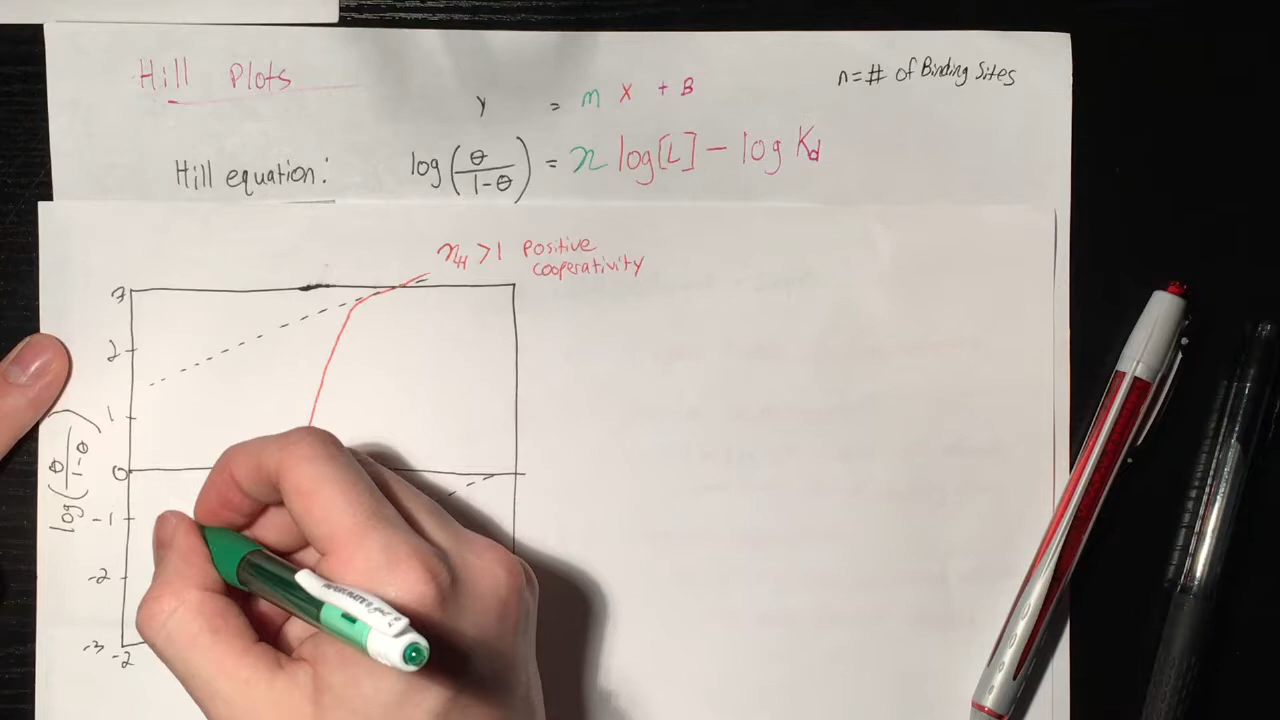 Hill Plots
n = # of Binding Sites
y = m x + B
Hill equation: log(θ/1-θ) = n log[L] - log Kd
nH >1 positive
cooperativity
3
2
1
0
-1
-2
-3
-2
log(θ/1-θ)
PAPERMATE